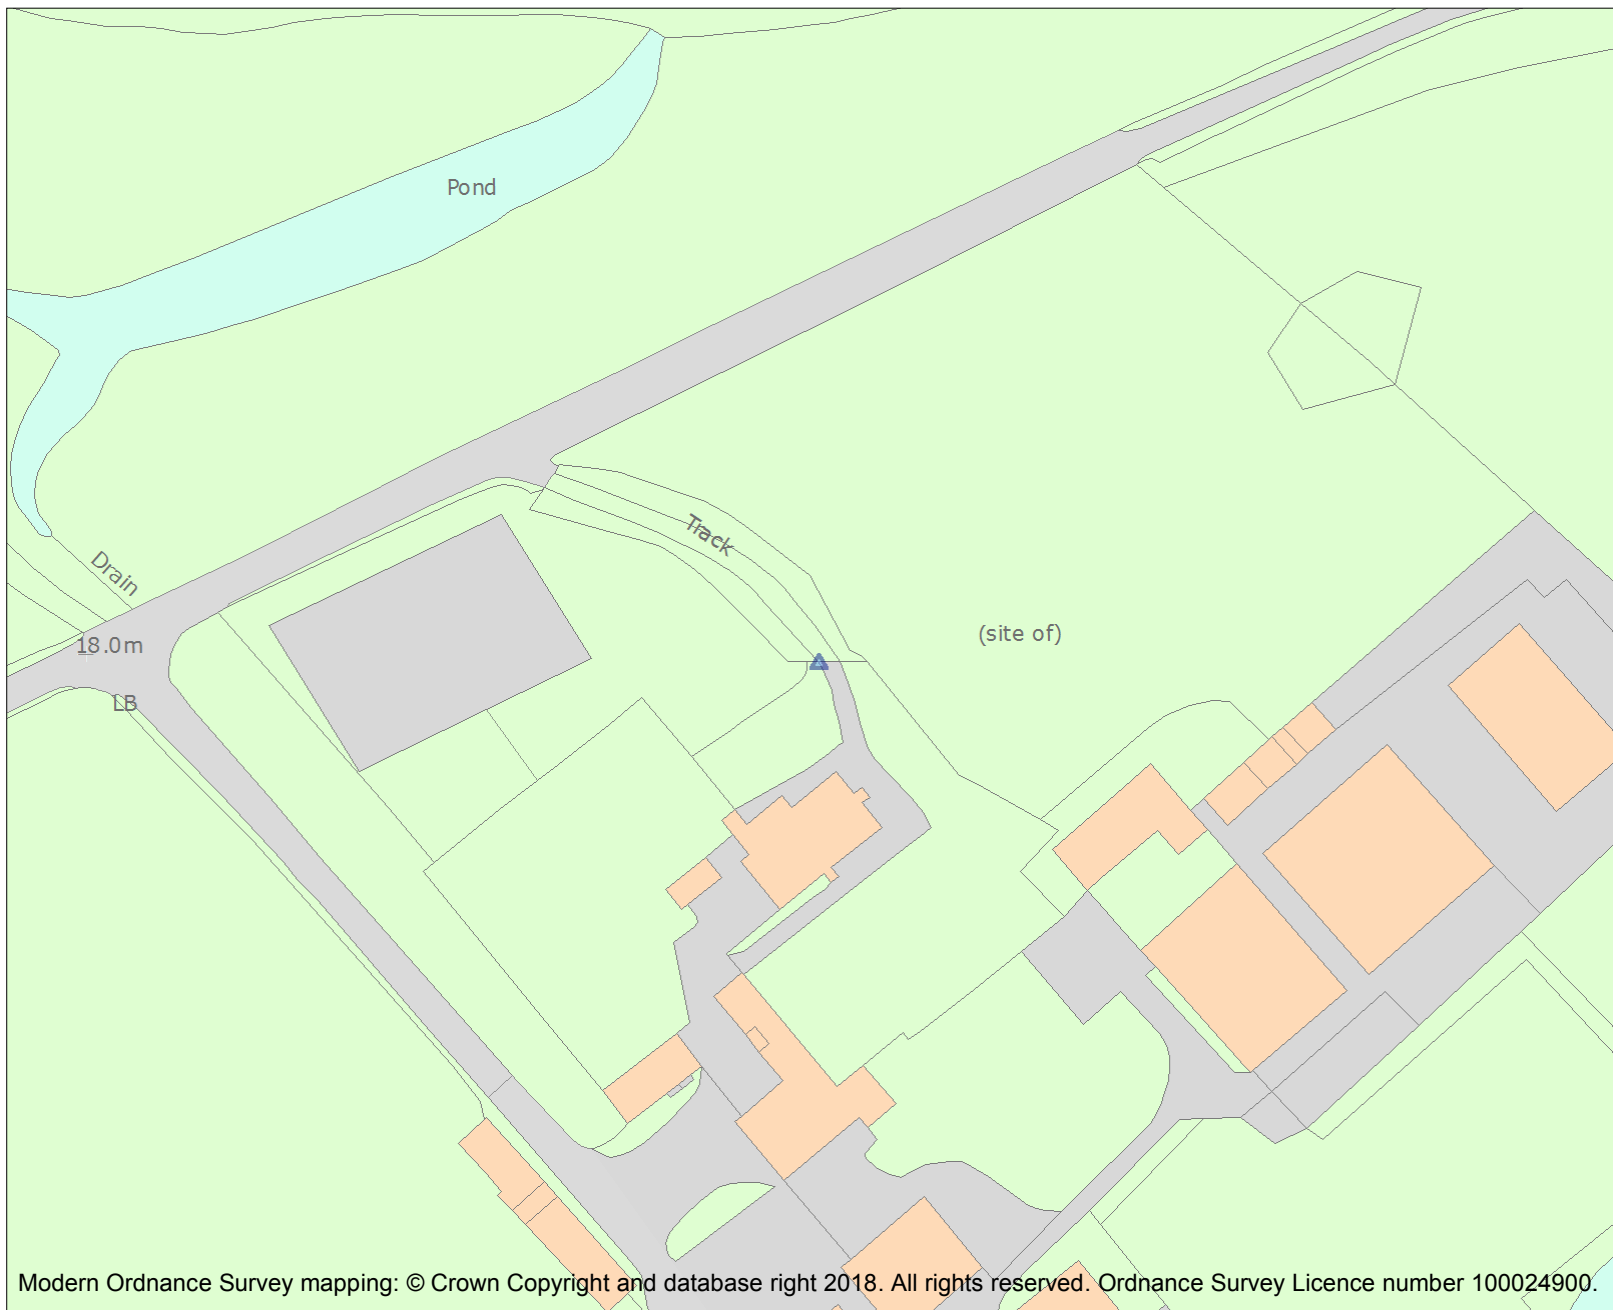 Pond
Track
Drain
(site of)
18.0m
LB
Modern Ordnance Survey mapping: © Crown Copyright and database right 2018. All rights reserved. Ordnance Survey Licence number 100024900.